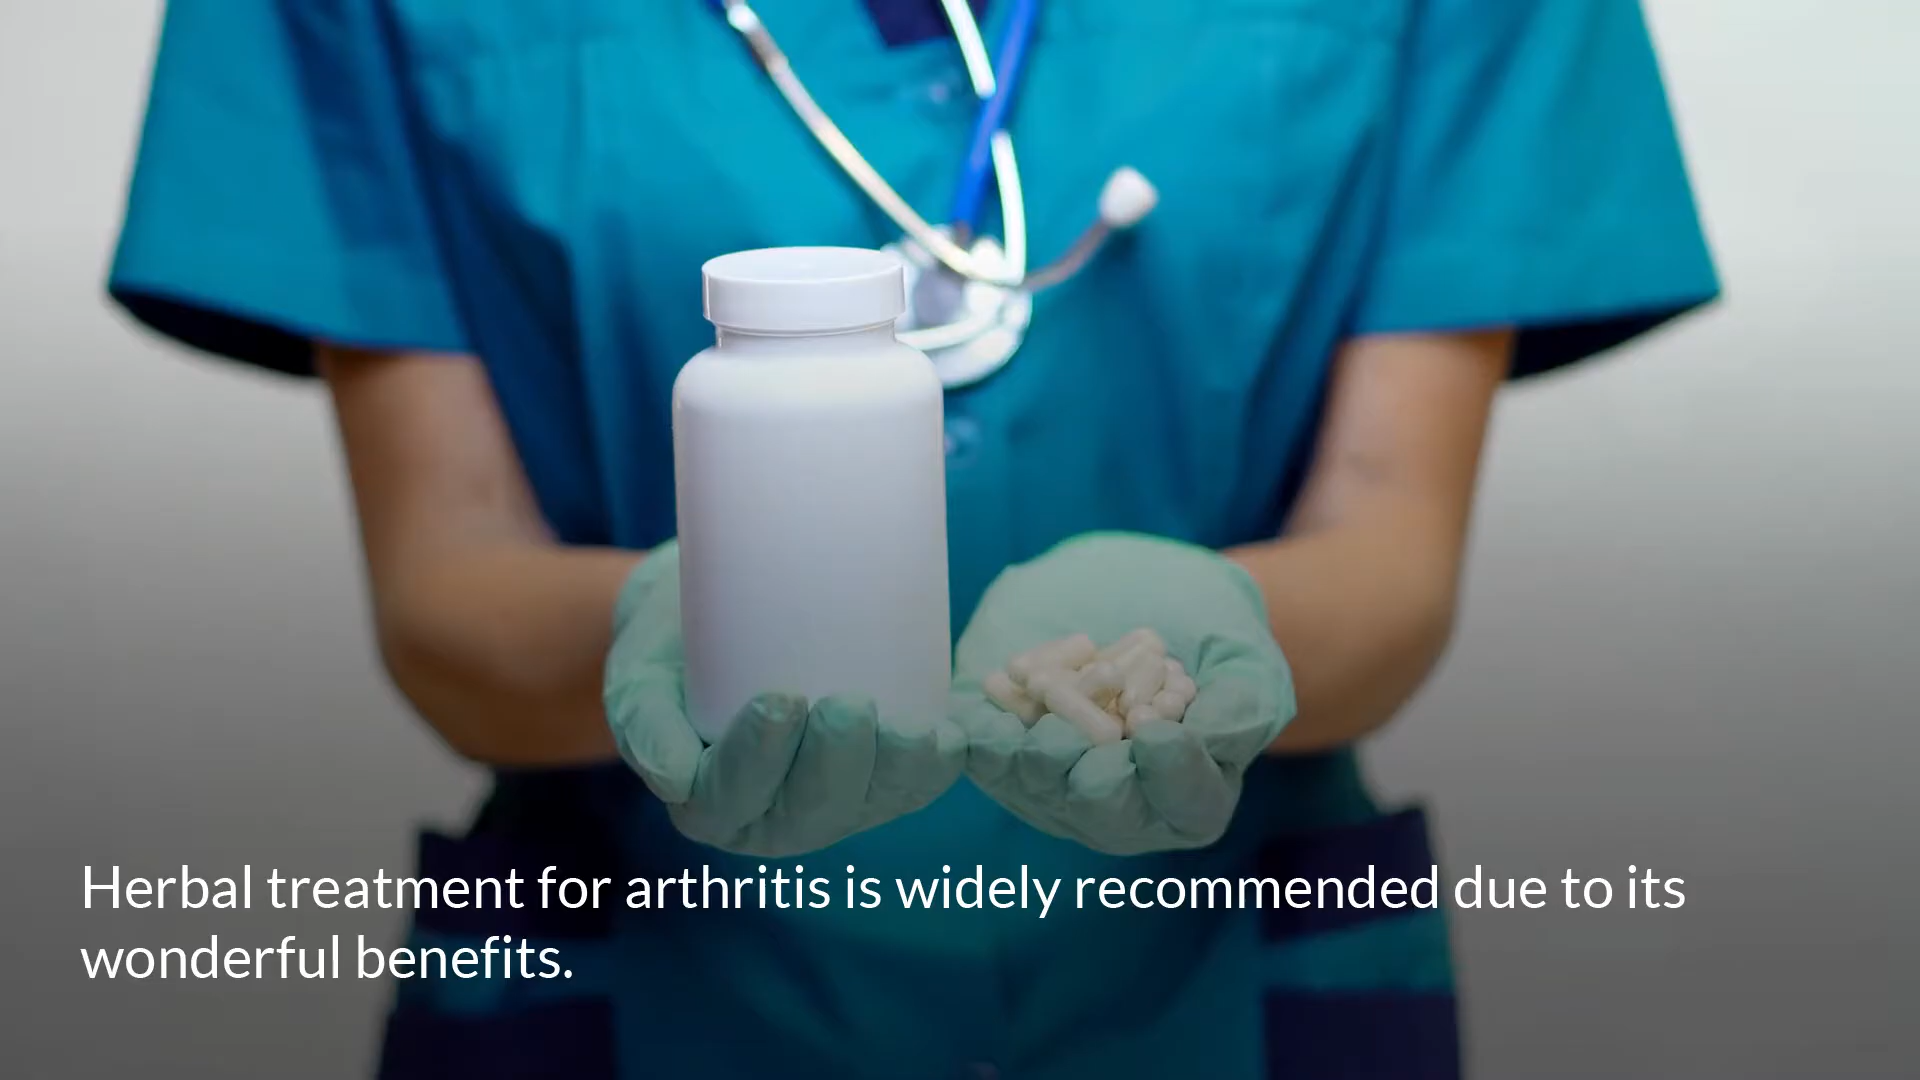 Herbal treatment for arthritis is widely recommended due to its
wonderful benefits.